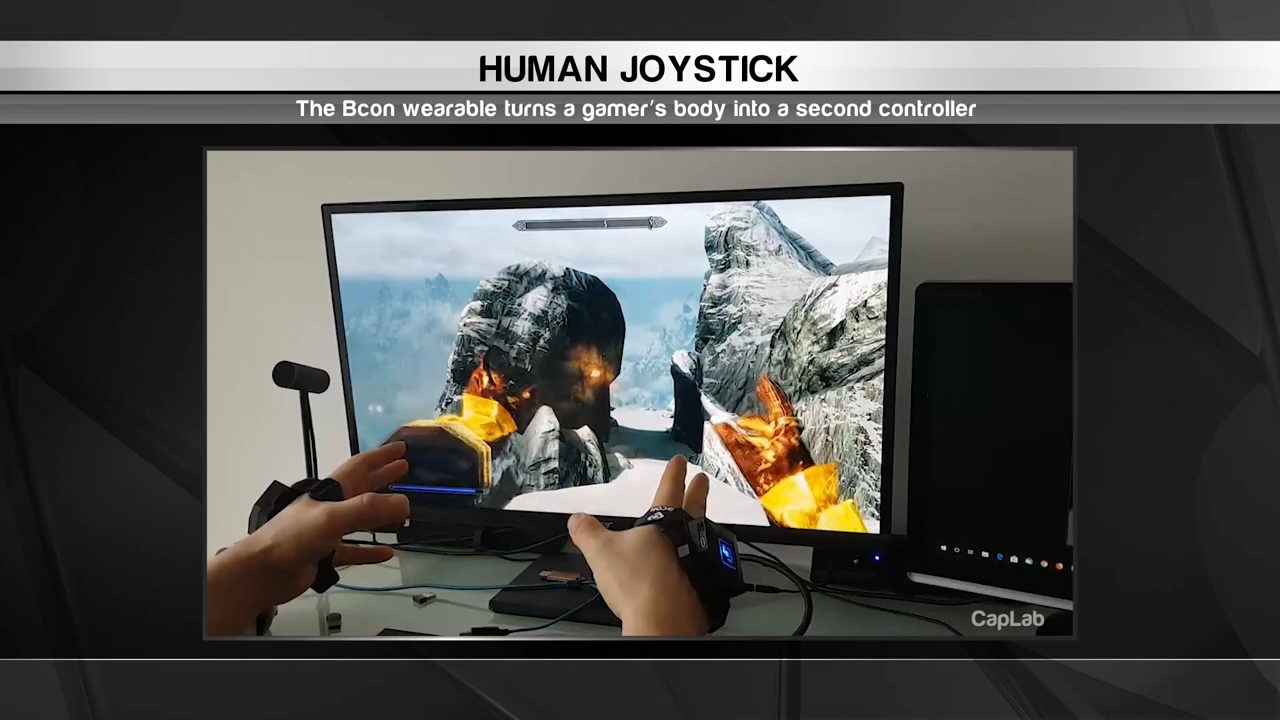 HUMAN JOYSTICK
The Bcon wearable turns a gamer's body into a second controller
CapLab